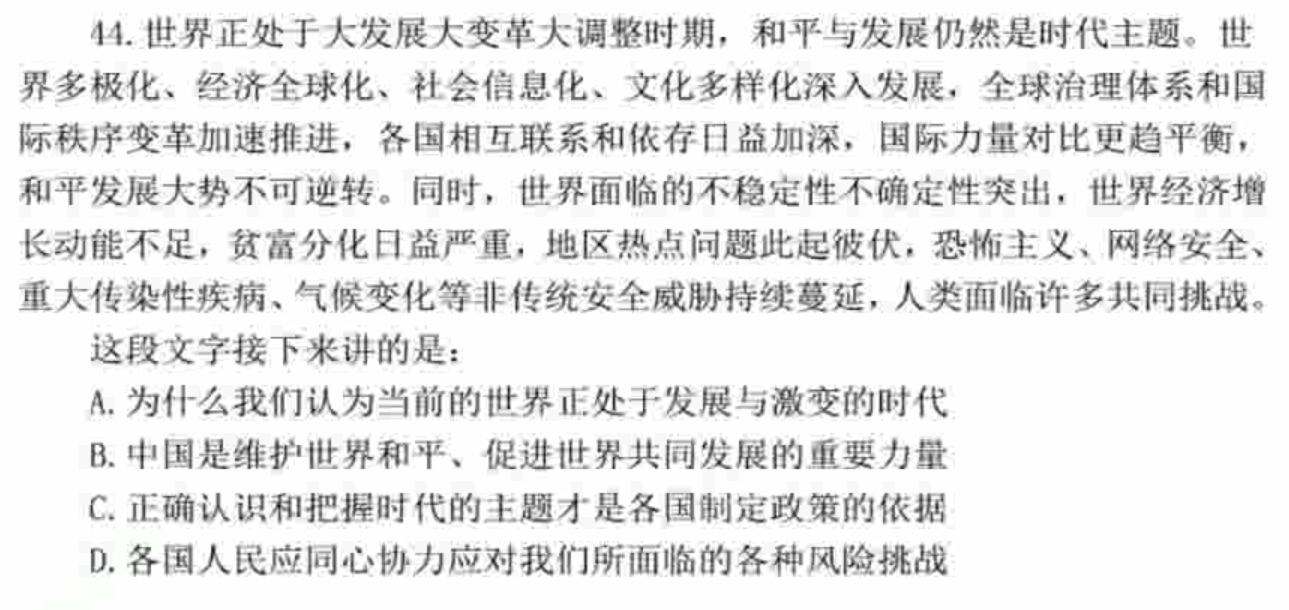 44. 世界正处于大发展大变革大调整时期，和平与发展仍然是时代主题。世
界多极化、经济全球化、社会信息化、文化多样化深入发展，全球治理体系和国
际秩序变革加速推进，各国相互联系和依存日益加深，国际力量对比更趋平衡，
和平发展大势不可逆转。同时，世界面临的不稳定性不确定性突出，世界经济增
长动能不足，贫富分化日益严重，地区热点问题此起彼伏，恐怖主义、网络安全、
重大传染性疾病、气候变化等非传统安全威胁持续蔓延，人类面临许多共同挑战。
这段文字接下来讲的是：
A. 为什么我们认为当前的世界正处于发展与激变的时代
B. 中国是维护世界和平、促进世界共同发展的重要力量
C. 正确认识和把握时代的主题才是各国制定政策的依据
D. 各国人民应同心协力应对我们所面临的各种风险挑战